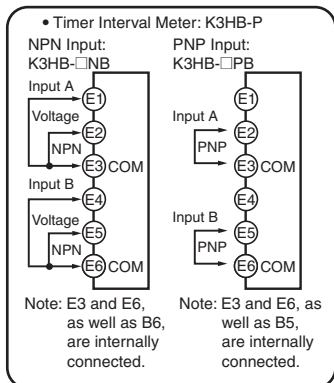 • Timer Interval Meter: K3HB-P
NPN Input:
K3HB-□NB
Input A
Voltage
NPN
Input B
Voltage
NPN
E1
E2
E3 COM
E4
E5
E6 COM
Note: E3 and E6,
as well as B6,
are internally
connected.
PNP Input:
K3HB-□PB
Input A
PNP
Input B
PNP
E1
E2
E3 COM
E4
E5
E6 COM
Note: E3 and E6, as
well as B5,
are internally
connected.